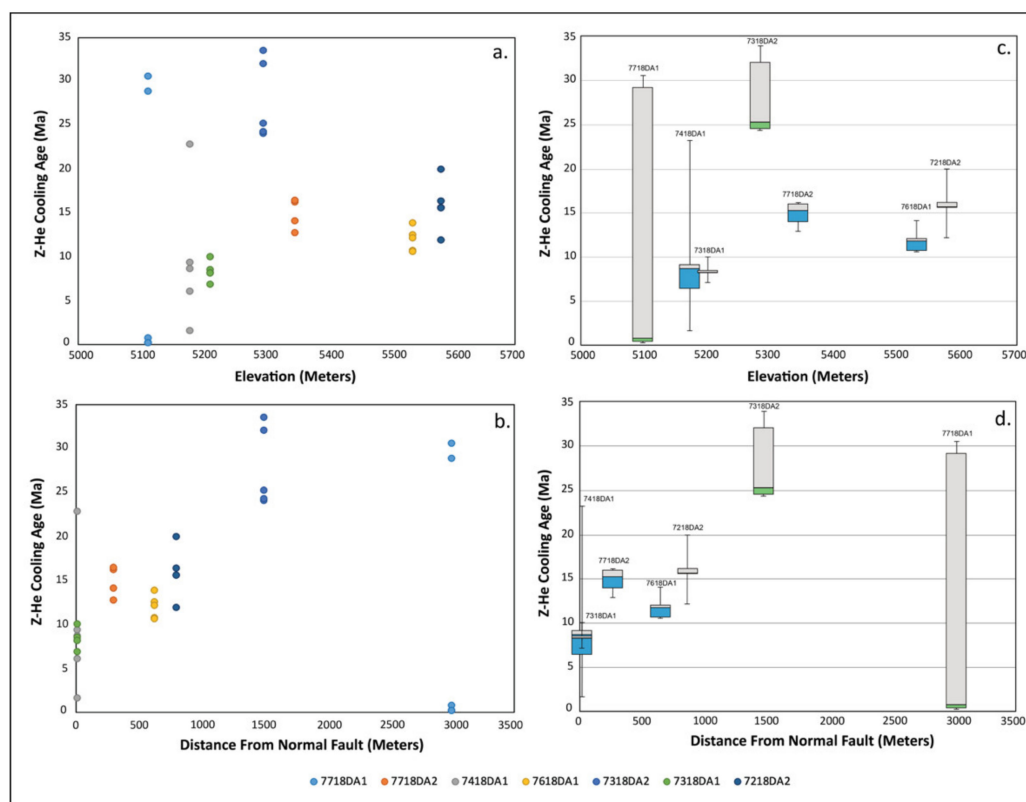 a.
35
30
25
20
15
10
5
0
Z-He Cooling Age (Ma)
5000 5100 5200 5300 5400 5500 5600 5700
Elevation (Meters)
c.
35
30
25
20
15
10
5
0
Z-He Cooling Age (Ma)
7718DA1
7418DA1
7318DA1
7318DA2
7718DA2
7618DA1
7218DA2
5000 5100 5200 5300 5400 5500 5600 5700
Elevation (Meters)
b.
35
30
25
20
15
10
5
0
Z-He Cooling Age (Ma)
0 500 1000 1500 2000 2500 3000 3500
Distance From Normal Fault (Meters)
d.
35
30
25
20
15
10
5
0
Z-He Cooling Age (Ma)
7418DA1
7718DA2
7318DA1
7618DA1
7218DA2
7318DA2
7718DA1
0 500 1000 1500 2000 2500 3000 3500
Distance From Normal Fault (Meters)
7718DA1 7718DA2 7418DA1 7618DA1 7318DA2 7318DA1 7218DA2